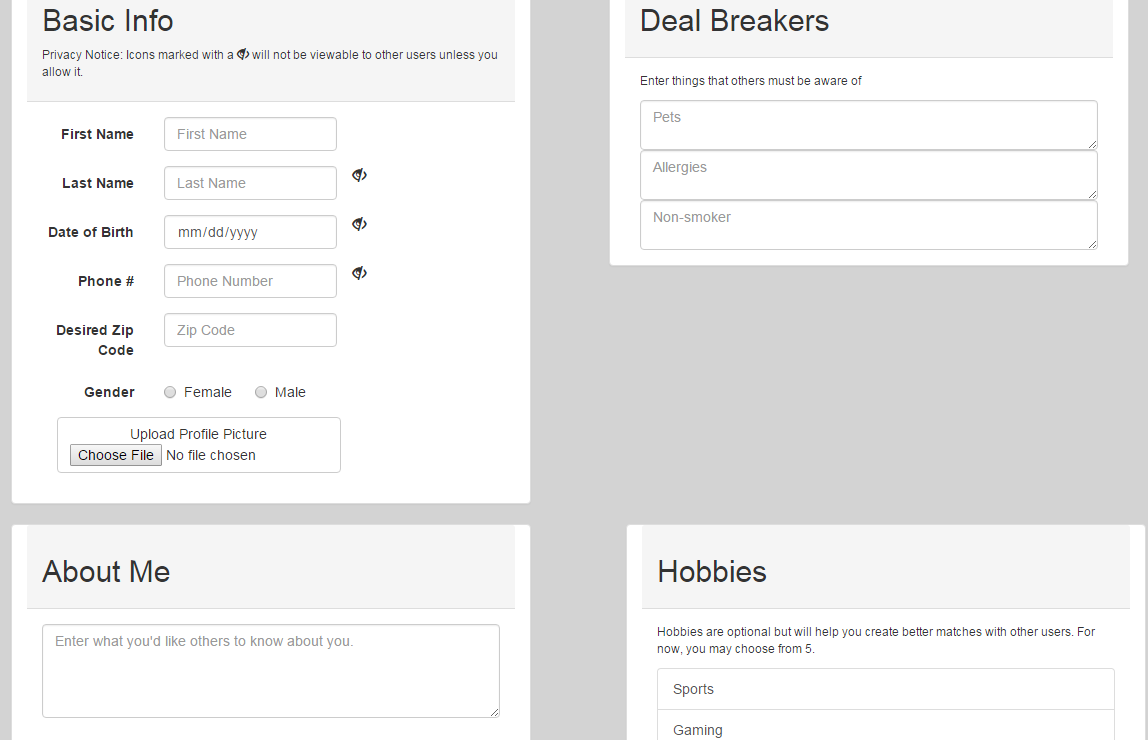 Basic Info
Privacy Notice: Icons marked with a will not be viewable to other users unless you
allow it.
First Name
First Name
Last Name
Last Name
Date of Birth
mm/dd/yyyy
Phone #
Phone Number
Desired Zip
Code
Zip Code
Gender
Female
Male
Upload Profile Picture
Choose File No file chosen
Deal Breakers
Enter things that others must be aware of
Pets
Allergies
Non-smoker
About Me
Enter what you'd like others to know about you.
Hobbies
Hobbies are optional but will help you create better matches with other users. For
now, you may choose from 5.
Sports
Gaming